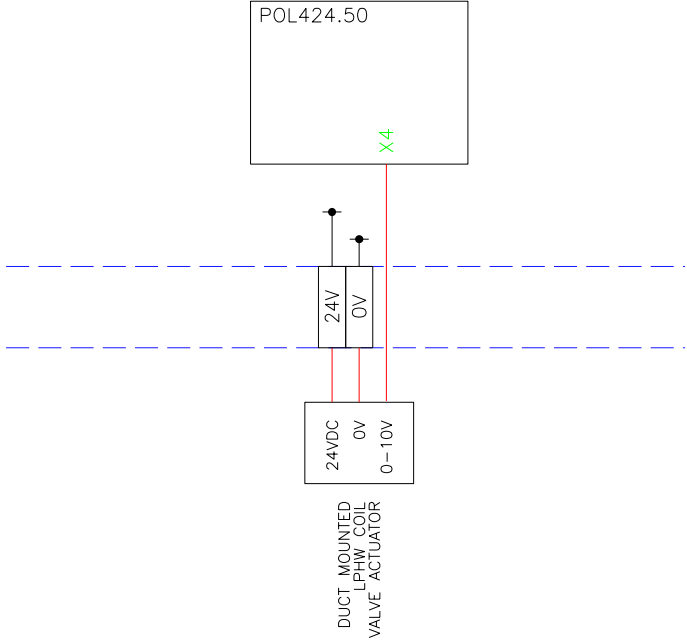 POL424.50
X4
24V
0V
24VDC
0V
0-10V
DUCT MOUNTED
LPHW COIL
VALVE ACTUATOR